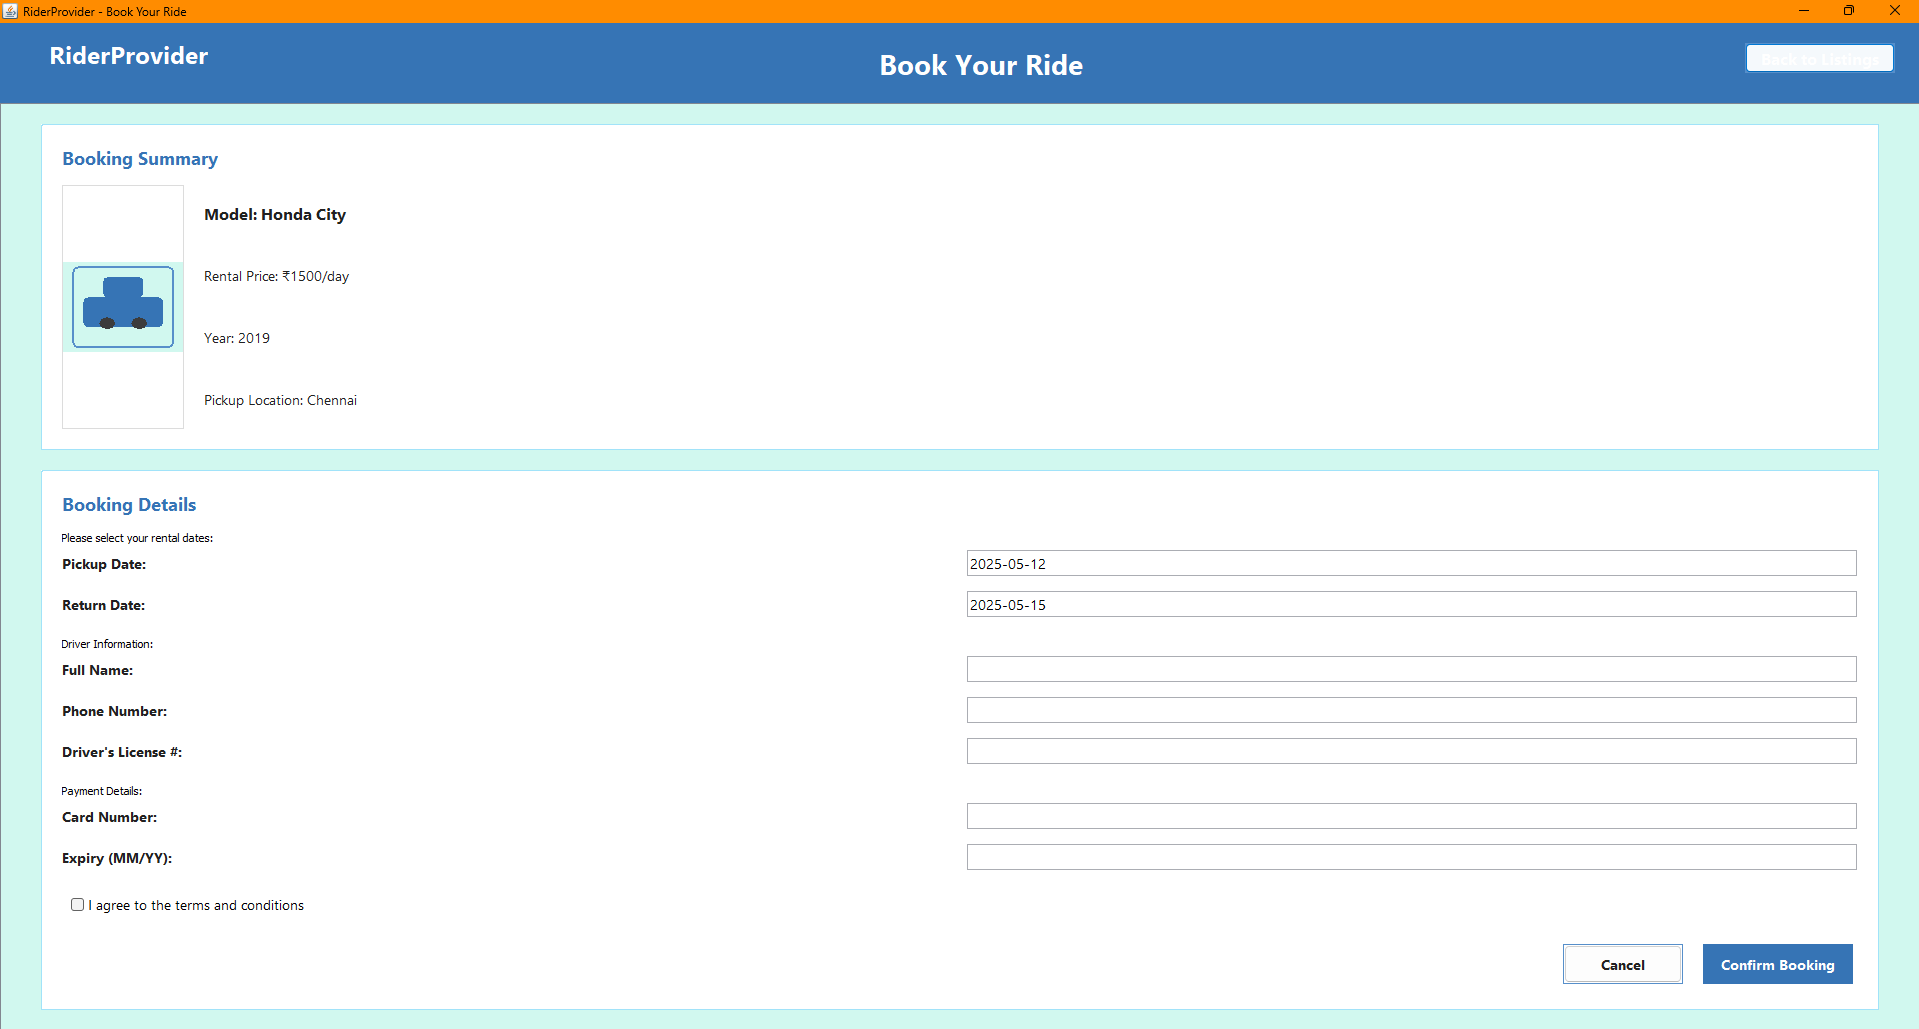 RiderProvider - Book Your Ride
RiderProvider
Book Your Ride
Back to Listings
Booking Summary
Model: Honda City
Rental Price: ₹1500/day
Year: 2019
Pickup Location: Chennai
Booking Details
Please select your rental dates:
Pickup Date:
2025-05-12
Return Date:
2025-05-15
Driver Information:
Full Name:
Phone Number:
Driver's License #:
Payment Details:
Card Number:
Expiry (MM/YY):
I agree to the terms and conditions
Cancel
Confirm Booking